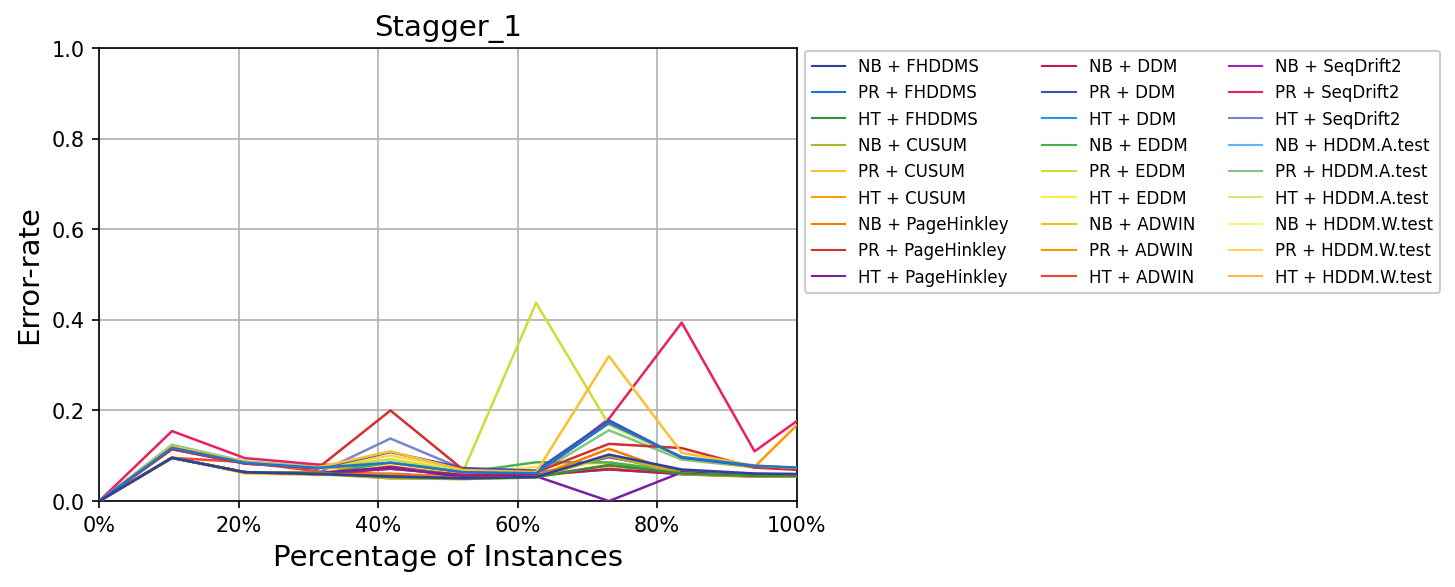 Stagger_1
1.0
0.8
0.6
0.4
0.2
0.0
Error-rate
0% 20% 40% 60% 80% 100%
Percentage of Instances
NB + FHDDMS
PR + FHDDMS
HT + FHDDMS
NB + CUSUM
PR + CUSUM
HT + CUSUM
NB + PageHinkley
PR + PageHinkley
HT + PageHinkley
NB + DDM
PR + DDM
HT + DDM
NB + EDDM
PR + EDDM
HT + EDDM
NB + ADWIN
PR + ADWIN
HT + ADWIN
NB + SeqDrift2
PR + SeqDrift2
HT + SeqDrift2
NB + HDDM.A.test
PR + HDDM.A.test
HT + HDDM.A.test
NB + HDDM.W.test
PR + HDDM.W.test
HT + HDDM.W.test